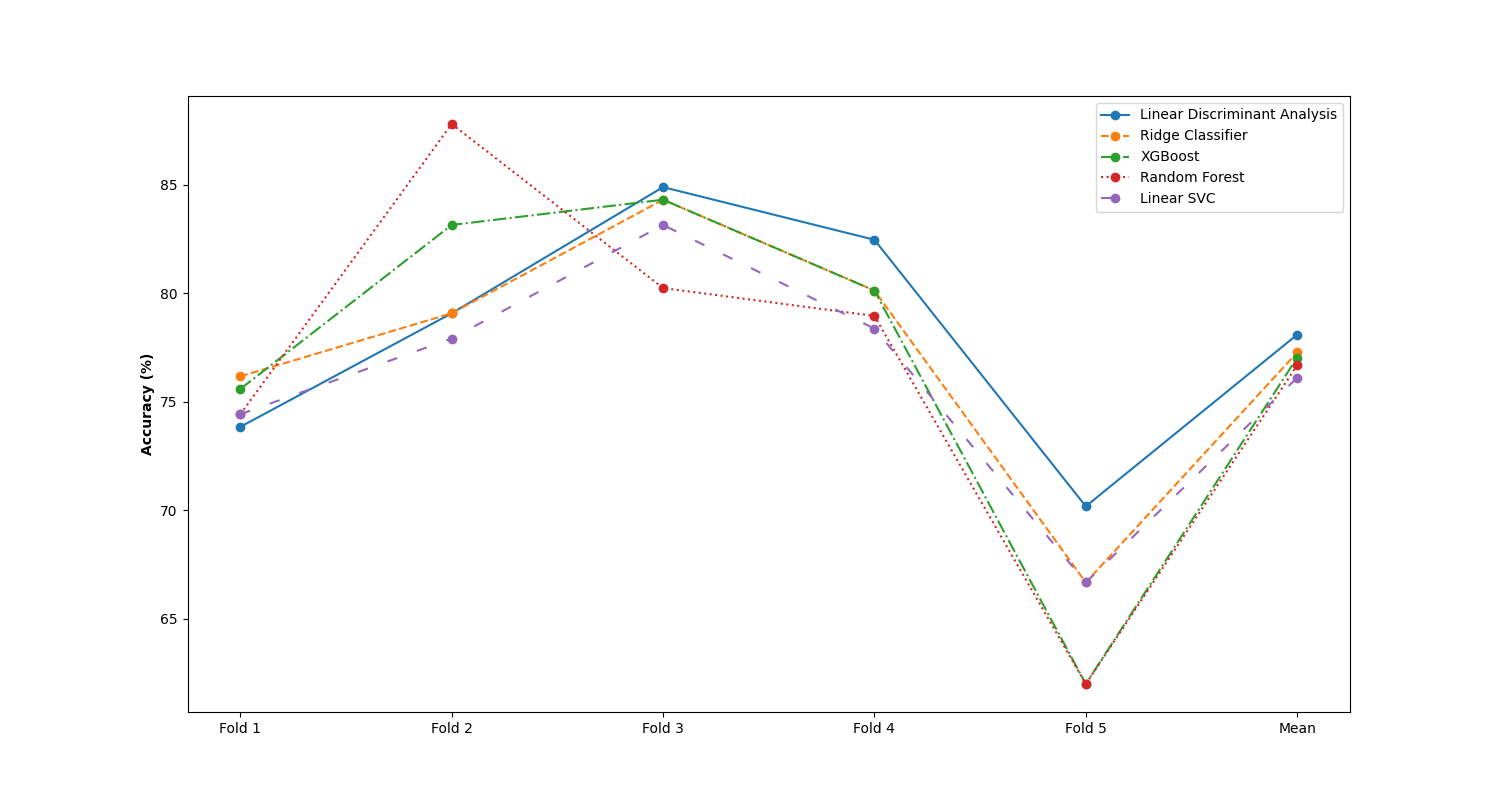 Linear Discriminant Analysis
Ridge Classifier
XGBoost
Random Forest
Linear SVC
85
80
75
70
65
Accuracy (%)
Fold 1 Fold 2 Fold 3 Fold 4 Fold 5 Mean